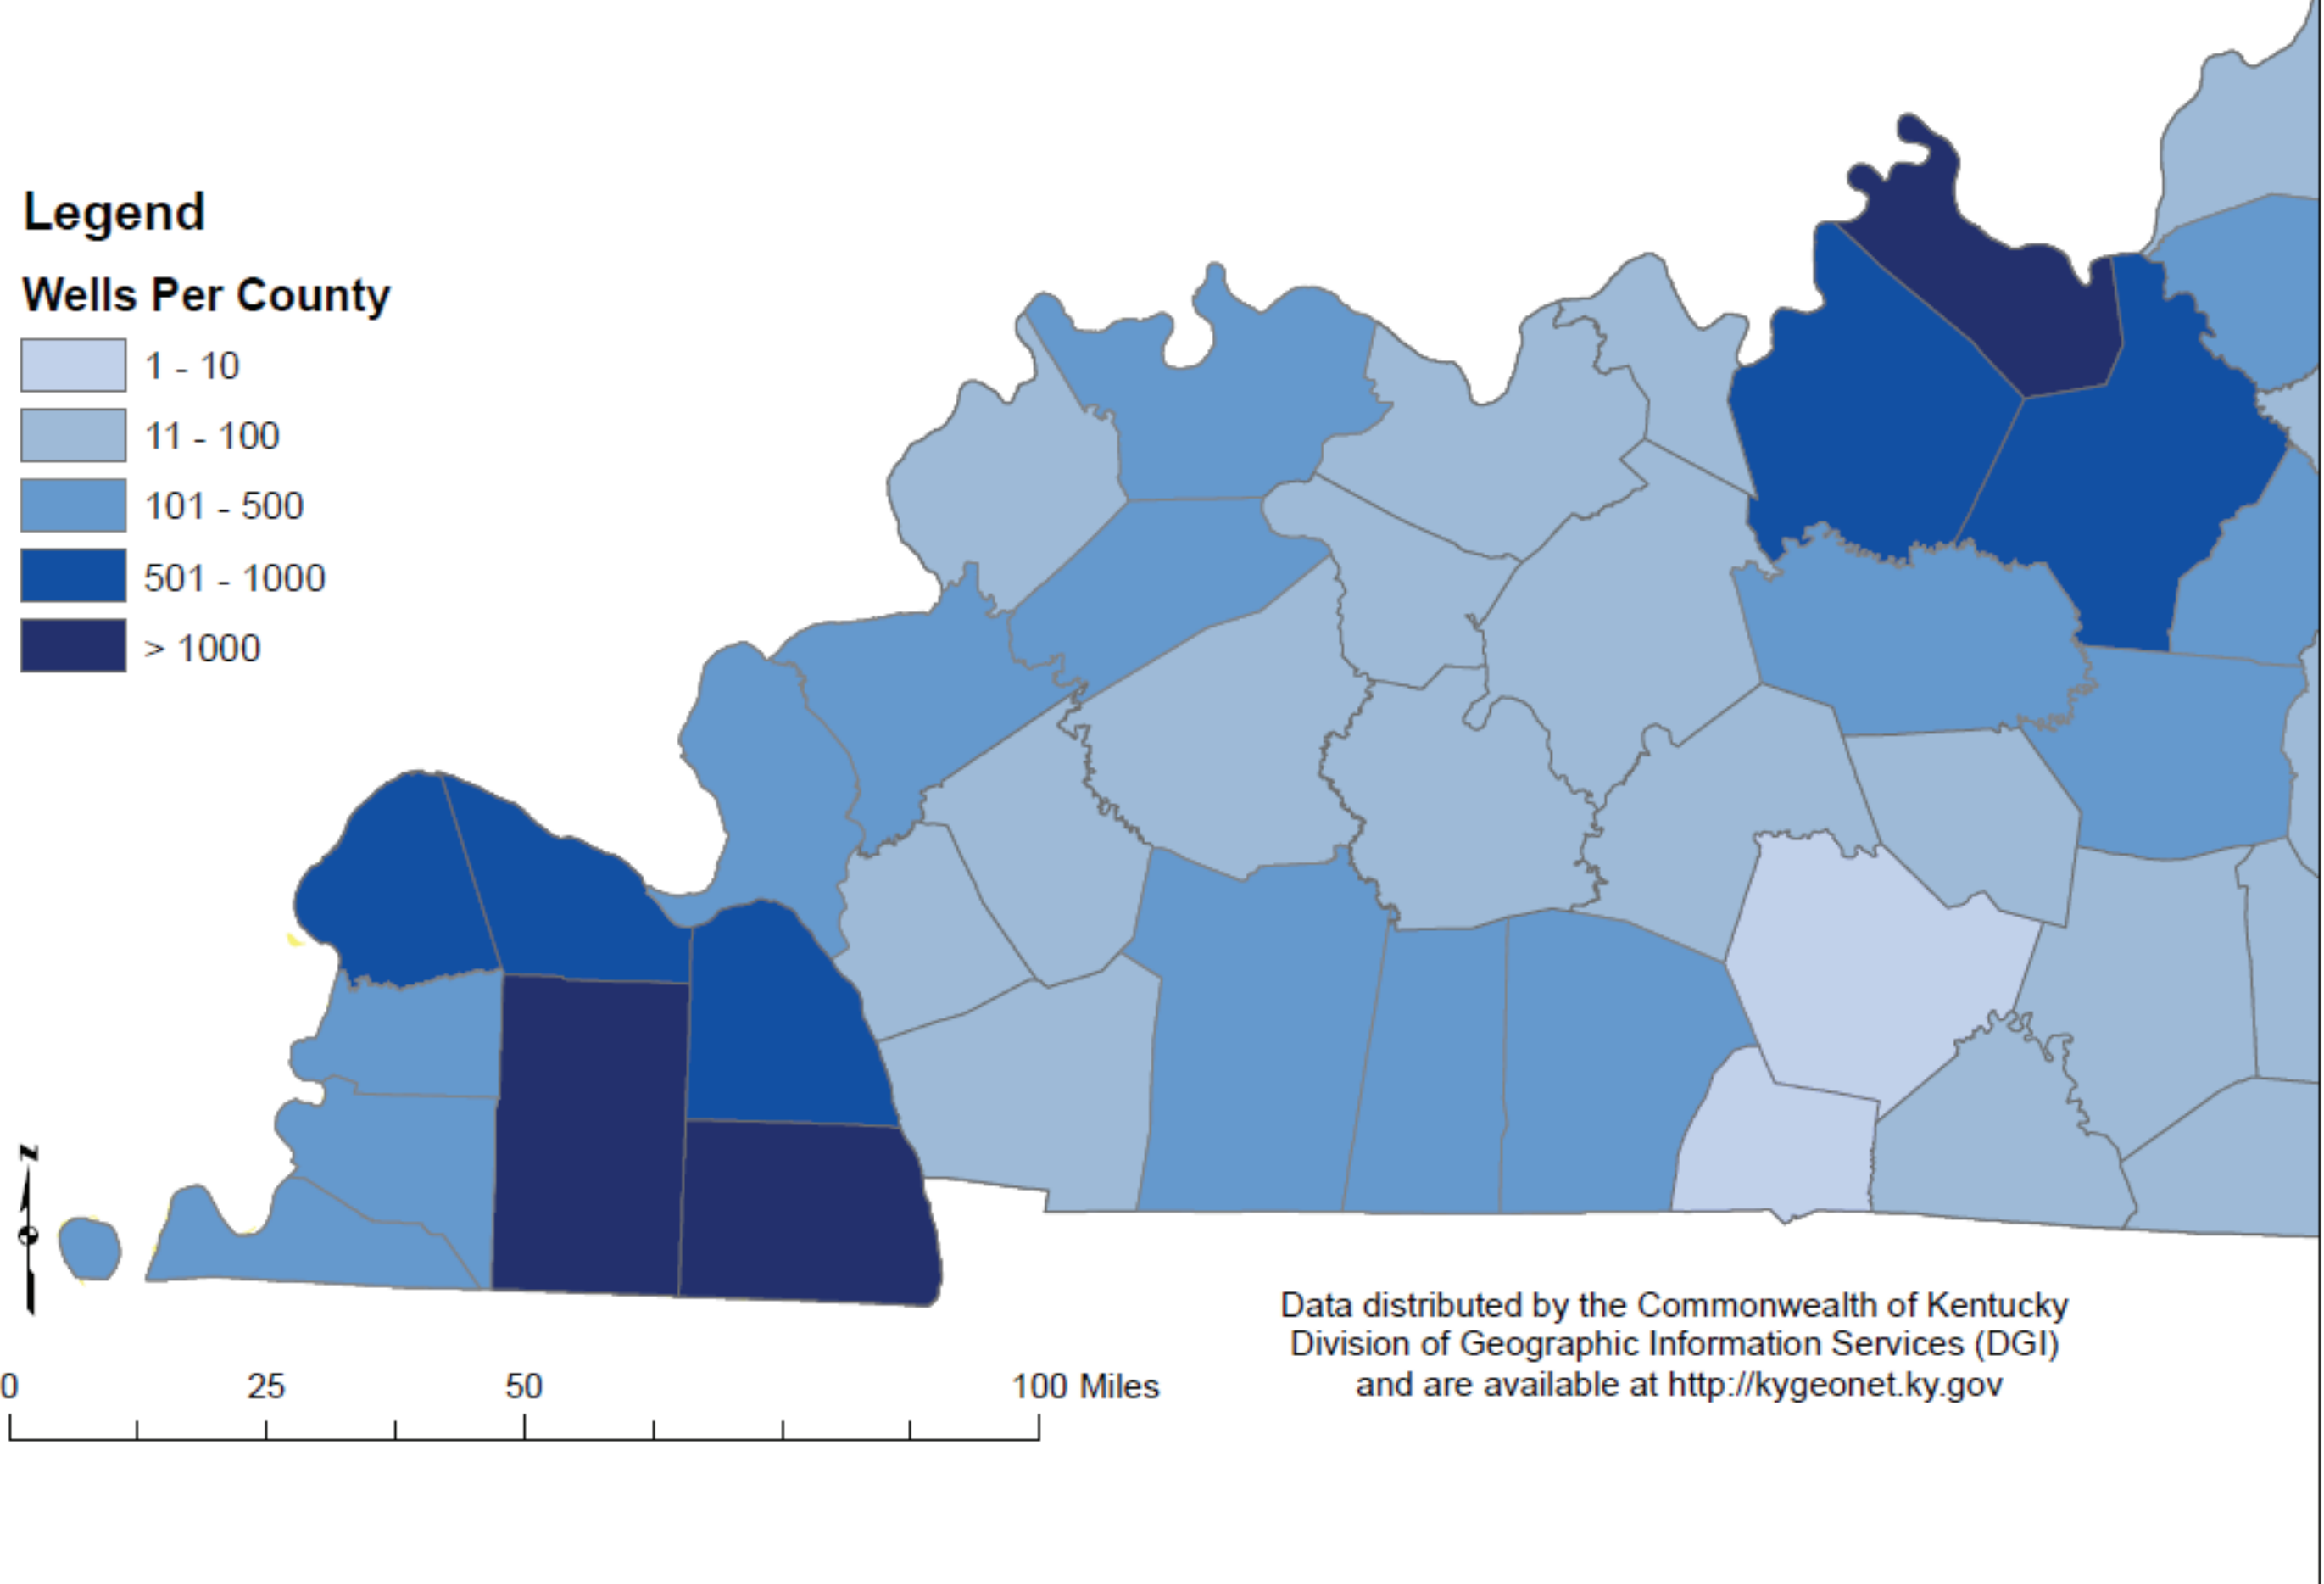 Legend
Wells Per County
1 - 10
11 - 100
101 - 500
501 - 1000
> 1000
N
0 25 50 100 Miles
Data distributed by the Commonwealth of Kentucky
Division of Geographic Information Services (DGI)
and are available at http://kygeonet.ky.gov